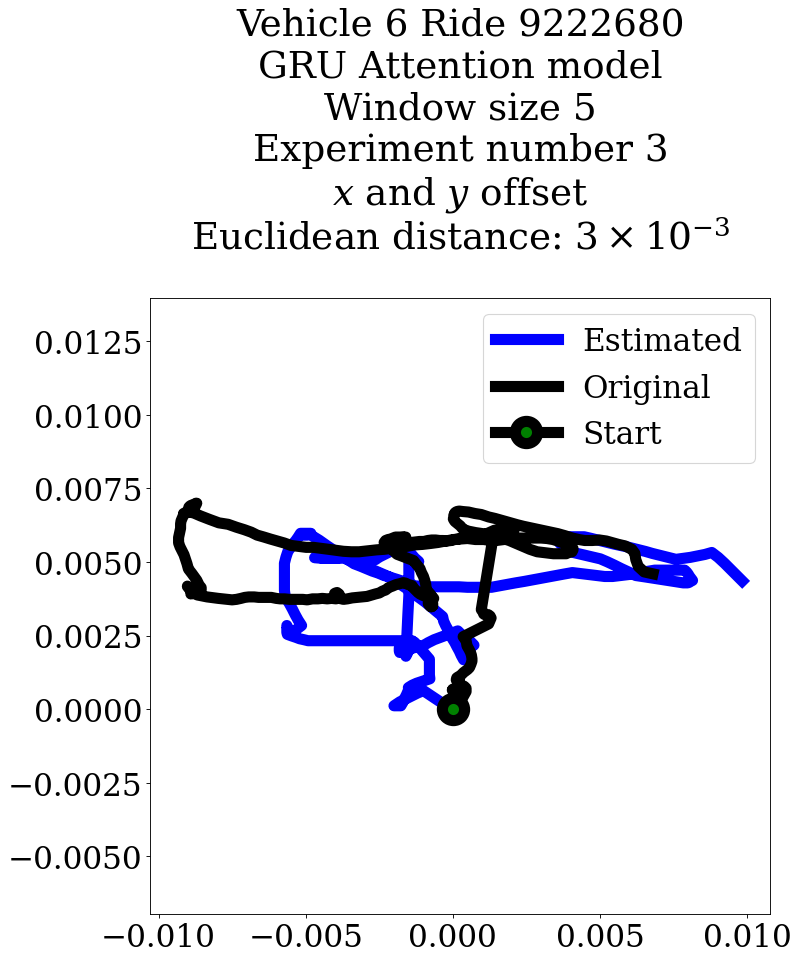 Vehicle 6 Ride 9222680
GRU Attention model
Window size 5
Experiment number 3
x and y offset
Euclidean distance: 3 × 10⁻³
Estimated
Original
Start
0.0125
0.0100
0.0075
0.0050
0.0025
0.0000
−0.0025
−0.0050
−0.010 −0.005 0.000 0.005 0.010